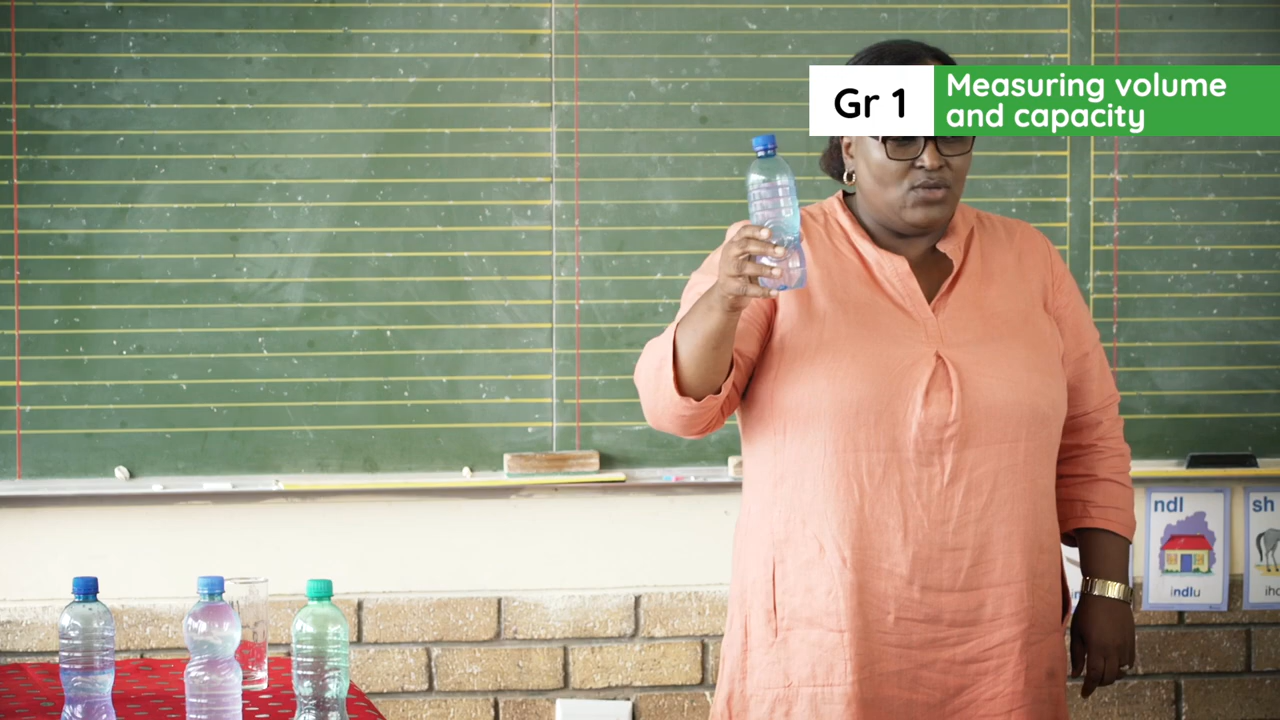 Gr 1
Measuring volume
and capacity
ndl
indlu
sh